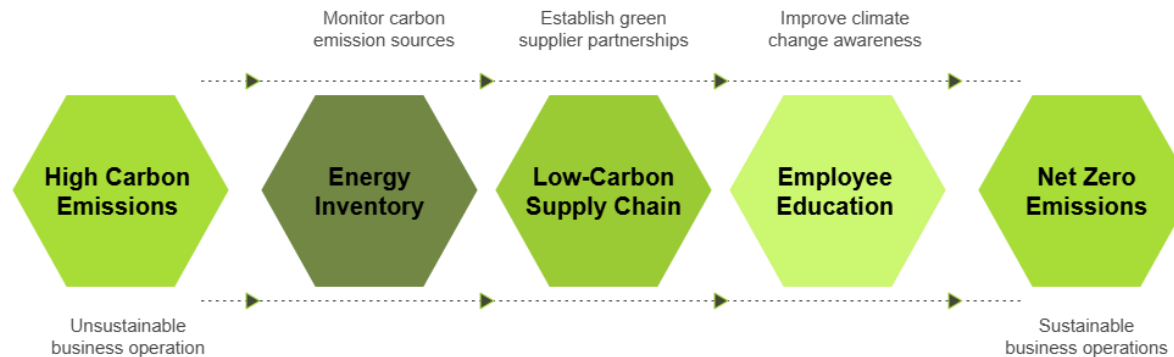 Monitor carbon
emission sources
Establish green
supplier partnerships
Improve climate
change awareness
High Carbon
Emissions
Energy
Inventory
Low-Carbon
Supply Chain
Employee
Education
Net Zero
Emissions
Unsustainable
business operation
Sustainable
business operations